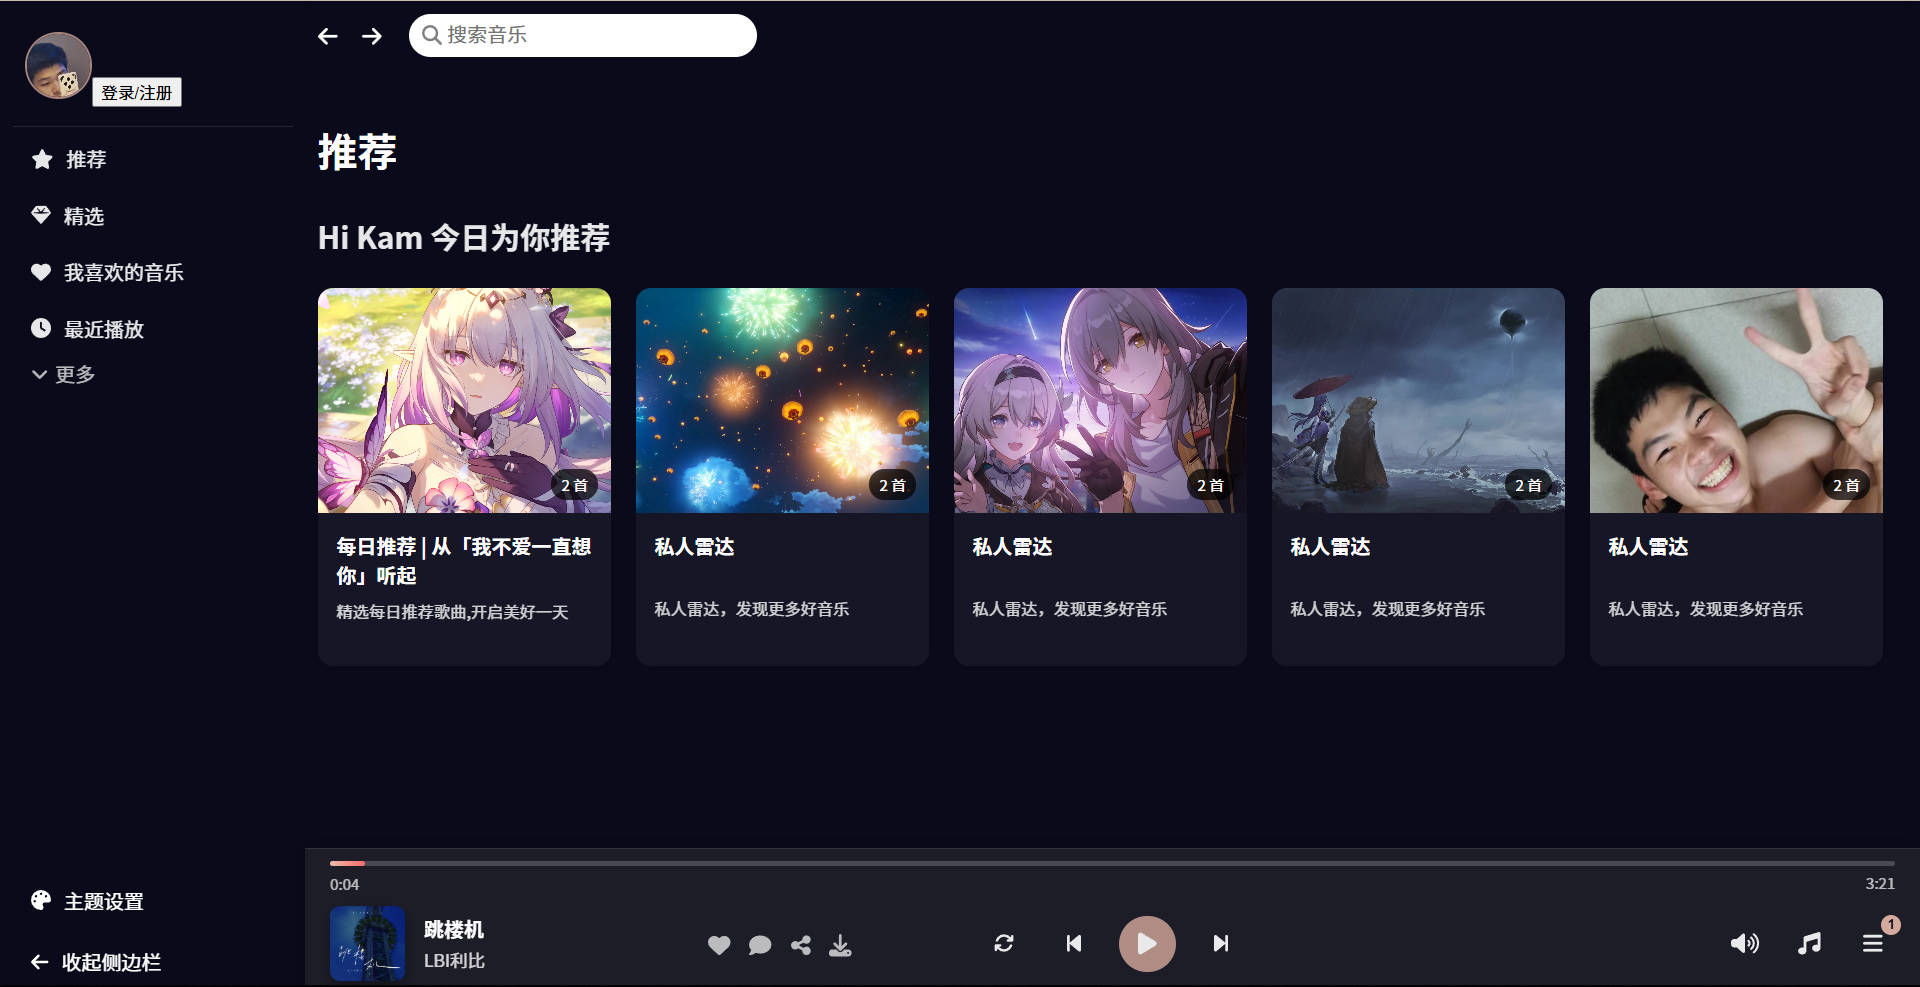 搜索音乐
登录/注册
推荐
精选
我喜欢的音乐
最近播放
更多
主题设置
收起侧边栏
推荐
Hi Kam 今日为你推荐
2 首
每日推荐 | 从「我不爱一直想
你」听起
精选每日推荐歌曲,开启美好一天
2 首
私人雷达
私人雷达，发现更多好音乐
2 首
私人雷达
私人雷达，发现更多好音乐
2 首
私人雷达
私人雷达，发现更多好音乐
2 首
私人雷达
私人雷达，发现更多好音乐
0:04
3:21
跳楼机
跳楼机
LBI利比
1